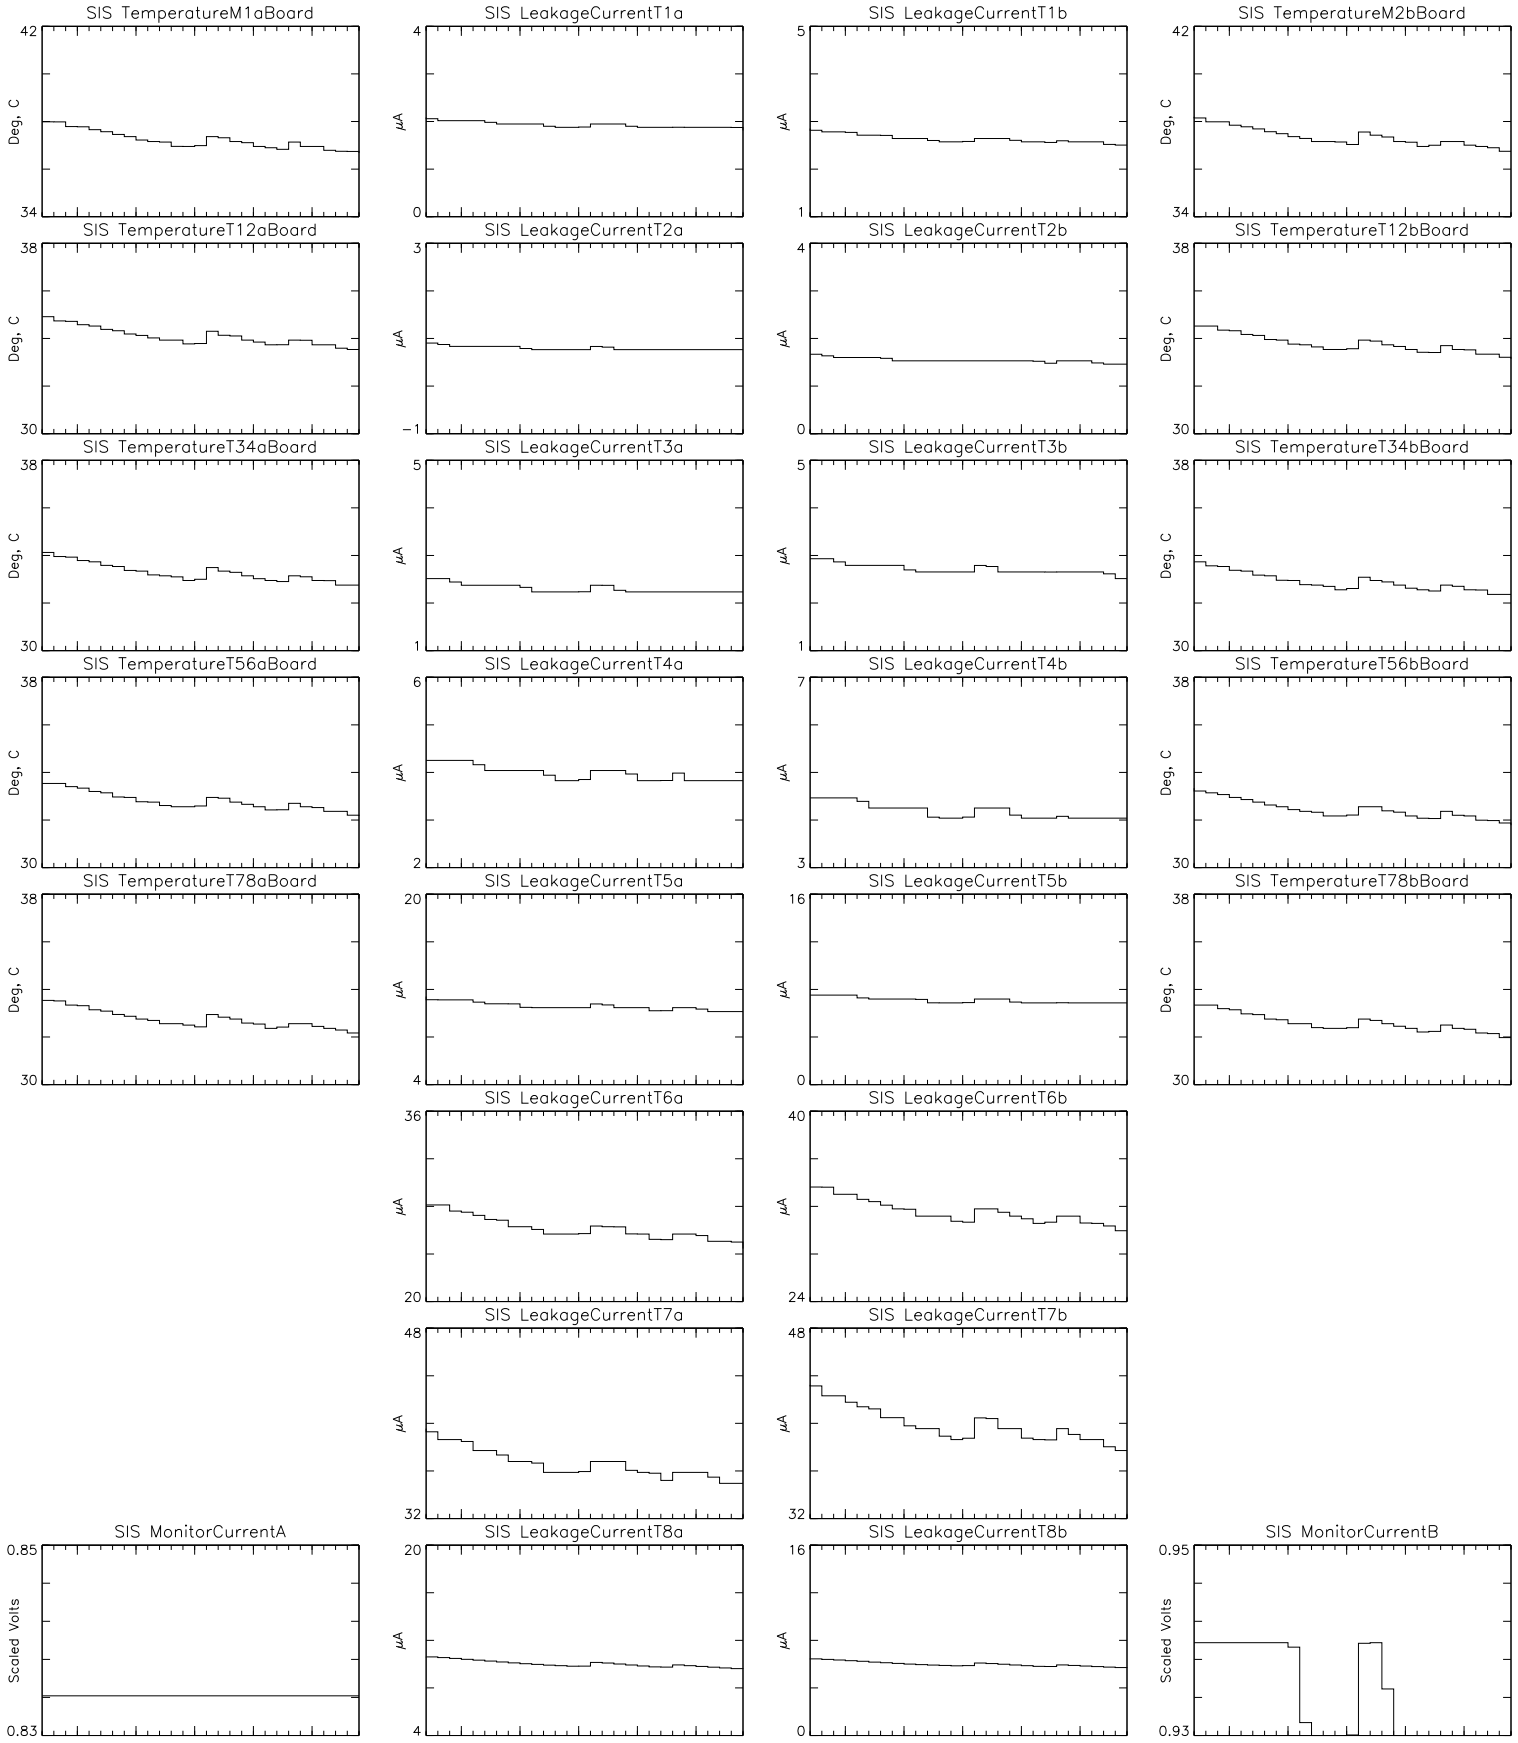 SIS TemperatureM1aBoard SIS LeakageCurrentT1a SIS LeakageCurrentT1b SIS TemperatureM2bBoard
42 4 5 42
Deg, C μA μA Deg, C
34 0 1 34
SIS TemperatureT12aBoard SIS LeakageCurrentT2a SIS LeakageCurrentT2b SIS TemperatureT12bBoard
38 3 4 38
Deg, C μA μA Deg, C
30 −1 0 30
SIS TemperatureT34aBoard SIS LeakageCurrentT3a SIS LeakageCurrentT3b SIS TemperatureT34bBoard
38 5 5 38
Deg, C μA μA Deg, C
30 1 1 30
SIS TemperatureT56aBoard SIS LeakageCurrentT4a SIS LeakageCurrentT4b SIS TemperatureT56bBoard
38 6 7 38
Deg, C μA μA Deg, C
30 2 3 30
SIS TemperatureT78aBoard SIS LeakageCurrentT5a SIS LeakageCurrentT5b SIS TemperatureT78bBoard
38 20 16 38
Deg, C μA μA Deg, C
30 4 0 30
SIS LeakageCurrentT6a SIS LeakageCurrentT6b
36 40
μA μA
20 24
SIS LeakageCurrentT7a SIS LeakageCurrentT7b
48 48
μA μA
32 32
SIS MonitorCurrentA SIS LeakageCurrentT8a SIS LeakageCurrentT8b SIS MonitorCurrentB
0.85 20 16 0.95
Scaled Volts μA μA Scaled Volts
0.83 4 0 0.93